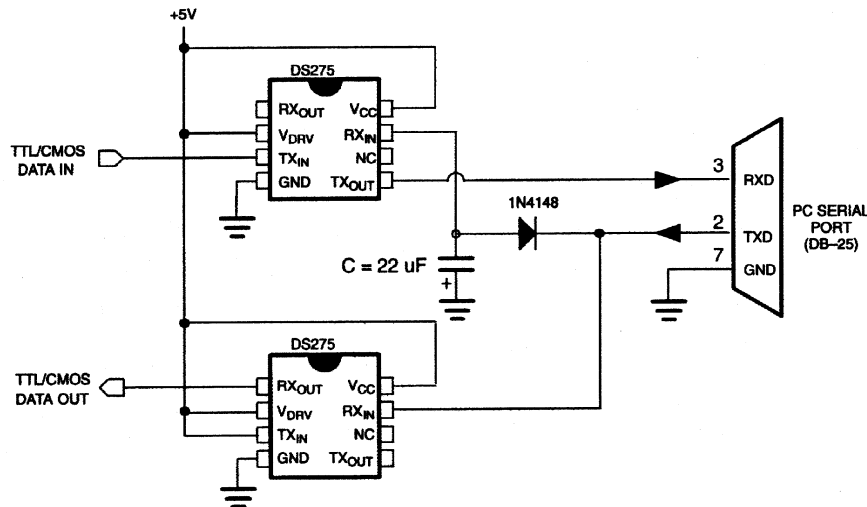 +5V
DS275
RXOUT VCC
VDRV RXIN
TXIN NC
GND TXOUT
TTL/CMOS
DATA IN
1N4148
C = 22 uF
+
3 RXD
2 TXD
7 GND
PC SERIAL
PORT
(DB–25)
DS275
RXOUT VCC
VDRV RXIN
TXIN NC
GND TXOUT
TTL/CMOS
DATA OUT